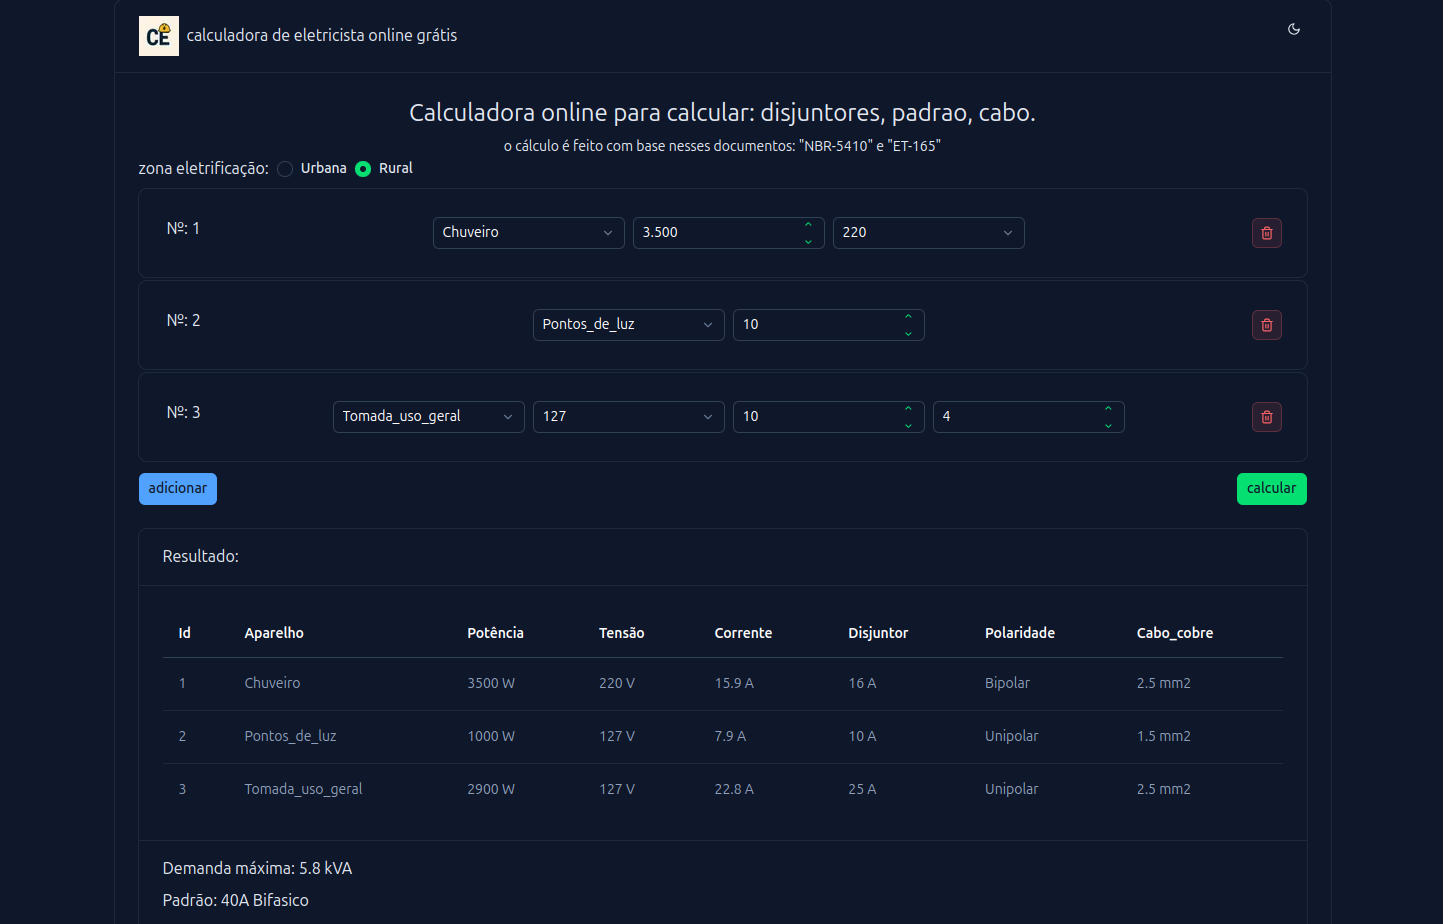 CE calculadora de eletricista online grátis
Calculadora online para calcular: disjuntores, padrao, cabo.
o cálculo é feito com base nesses documentos: "NBR-5410" e "ET-165"
zona eletrificação: Urbana Rural
Nº: 1 Chuveiro 3.500 220
Nº: 2 Pontos_de_luz 10
Nº: 3 Tomada_uso_geral 127 10 4
adicionar calcular
Resultado:
Id Aparelho Potência Tensão Corrente Disjuntor Polaridade Cabo_cobre
1 Chuveiro 3500 W 220 V 15.9 A 16 A Bipolar 2.5 mm2
2 Pontos_de_luz 1000 W 127 V 7.9 A 10 A Unipolar 1.5 mm2
3 Tomada_uso_geral 2900 W 127 V 22.8 A 25 A Unipolar 2.5 mm2
Demanda máxima: 5.8 kVA
Padrão: 40A Bifasico